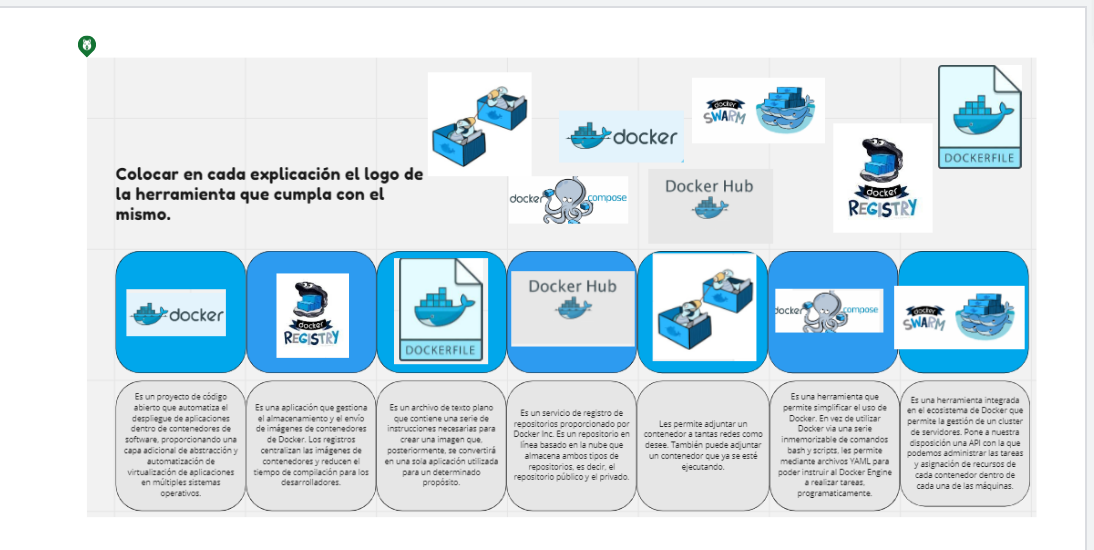 docker
SWARM
docker
DOCKERFILE
Colocar en cada explicación el logo de
la herramienta que cumpla con el
mismo.
docker compose
Docker Hub
docker
REGISTRY
docker
docker
REGISTRY
DOCKERFILE
Docker Hub
docker compose
docker
SWARM
Es un proyecto de código
abierto que automatiza el
despliegue de aplicaciones
dentro de contenedores de
software, proporcionando una
capa adicional de abstracción y
automatización de
virtualización de aplicaciones
en múltiples sistemas
operativos.
Es una aplicación que gestiona
el almacenamiento y el envío
de imágenes de contenedores
de Docker. Los registros
centralizan las imágenes de
contenedores y reducen el
tiempo de compilación para los
desarrolladores.
Es un archivo de texto plano
que contiene una serie de
instrucciones necesarias para
crear una imagen que,
posteriormente, se convertirá
en una sola aplicación utilizada
para un determinado
propósito.
Es un servicio de registro de
repositorios proporcionado por
Docker Inc. Es un repositorio en
línea basado en la nube que
almacena ambos tipos de
repositorios, es decir, el
repositorio público y el privado.
Les permite adjuntar un
contenedor a tantas redes como
desee. También puede adjuntar
un contenedor que ya se esté
ejecutando.
Es una herramienta que
permite simplificar el uso de
Docker. En vez de utilizar
Docker via una serie
inmemorizable de comandos
bash y scripts, les permite
mediante archivos YAML para
poder instruir al Docker Engine
a realizar tareas,
programaticamente.
Es una herramienta integrada
en el ecosistema de Docker que
permite la gestión de un cluster
de servidores. Pone a nuestra
disposición una API con la que
podemos administrar las tareas
y asignación de recursos de
cada contenedor dentro de
cada una de las máquinas.